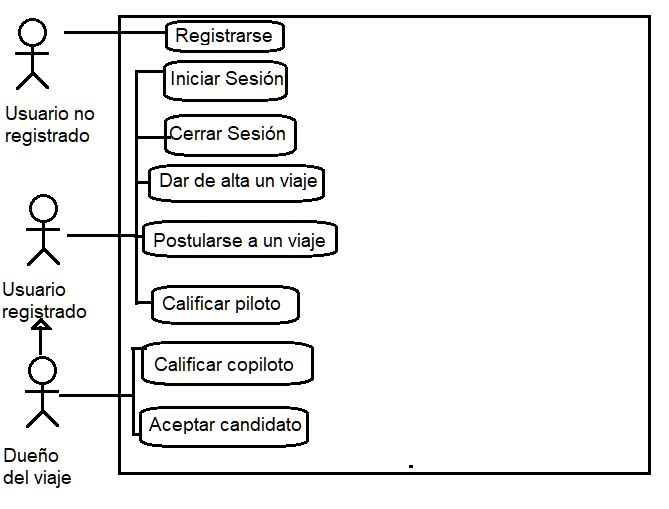 Registrarse
Usuario no
registrado
Iniciar Sesión
Cerrar Sesión
Dar de alta un viaje
Postularse a un viaje
Usuario
registrado
Calificar piloto
Calificar copiloto
Aceptar candidato
Dueño
del viaje